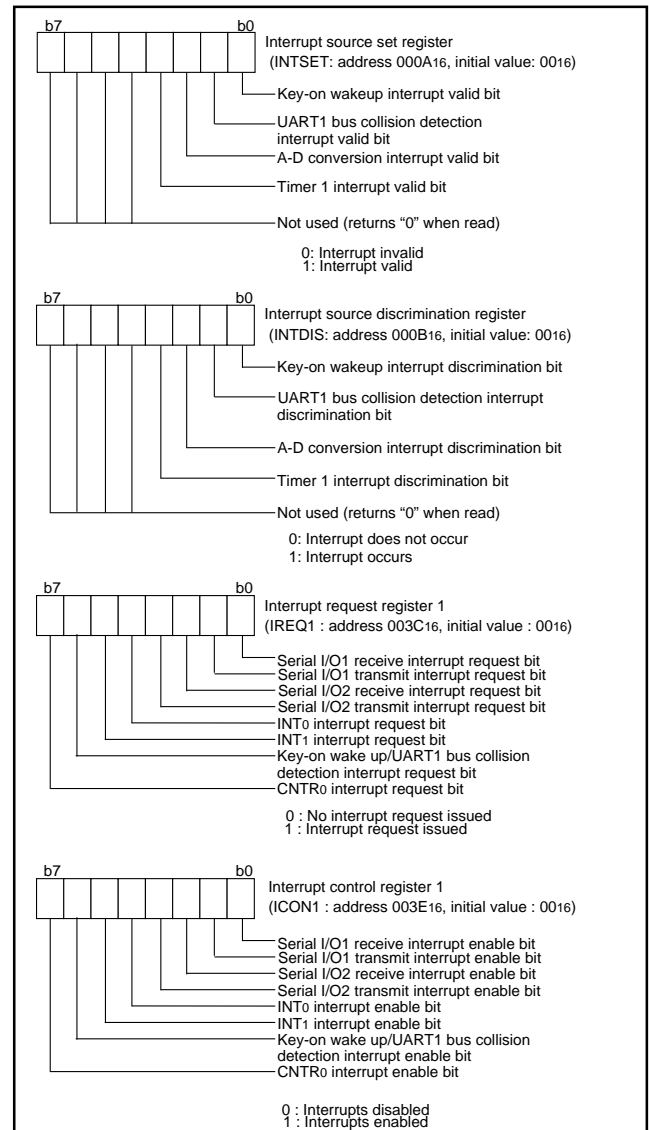 b7 b0
Interrupt source set register
(INTSET: address 000A16, initial value: 0016)
Key-on wakeup interrupt valid bit
UART1 bus collision detection
interrupt valid bit
A-D conversion interrupt valid bit
Timer 1 interrupt valid bit
Not used (returns “0” when read)
0: Interrupt invalid
1: Interrupt valid
b7 b0
Interrupt source discrimination register
(INTDIS: address 000B16, initial value: 0016)
Key-on wakeup interrupt discrimination bit
UART1 bus collision detection interrupt
discrimination bit
A-D conversion interrupt discrimination bit
Timer 1 interrupt discrimination bit
Not used (returns “0” when read)
0: Interrupt does not occur
1: Interrupt occurs
b7 b0
Interrupt request register 1
(IREQ1 : address 003C16, initial value : 0016)
Serial I/O1 receive interrupt request bit
Serial I/O1 transmit interrupt request bit
Serial I/O2 receive interrupt request bit
Serial I/O2 transmit interrupt request bit
INT0 interrupt request bit
INT1 interrupt request bit
Key-on wake up/UART1 bus collision
detection interrupt request bit
CNTR0 interrupt request bit
0 : No interrupt request issued
1 : Interrupt request issued
b7 b0
Interrupt control register 1
(ICON1 : address 003E16, initial value : 0016)
Serial I/O1 receive interrupt enable bit
Serial I/O1 transmit interrupt enable bit
Serial I/O2 receive interrupt enable bit
Serial I/O2 transmit interrupt enable bit
INT0 interrupt enable bit
INT1 interrupt enable bit
Key-on wake up/UART1 bus collision
detection interrupt enable bit
CNTR0 interrupt enable bit
0 : Interrupts disabled
1 : Interrupts enabled